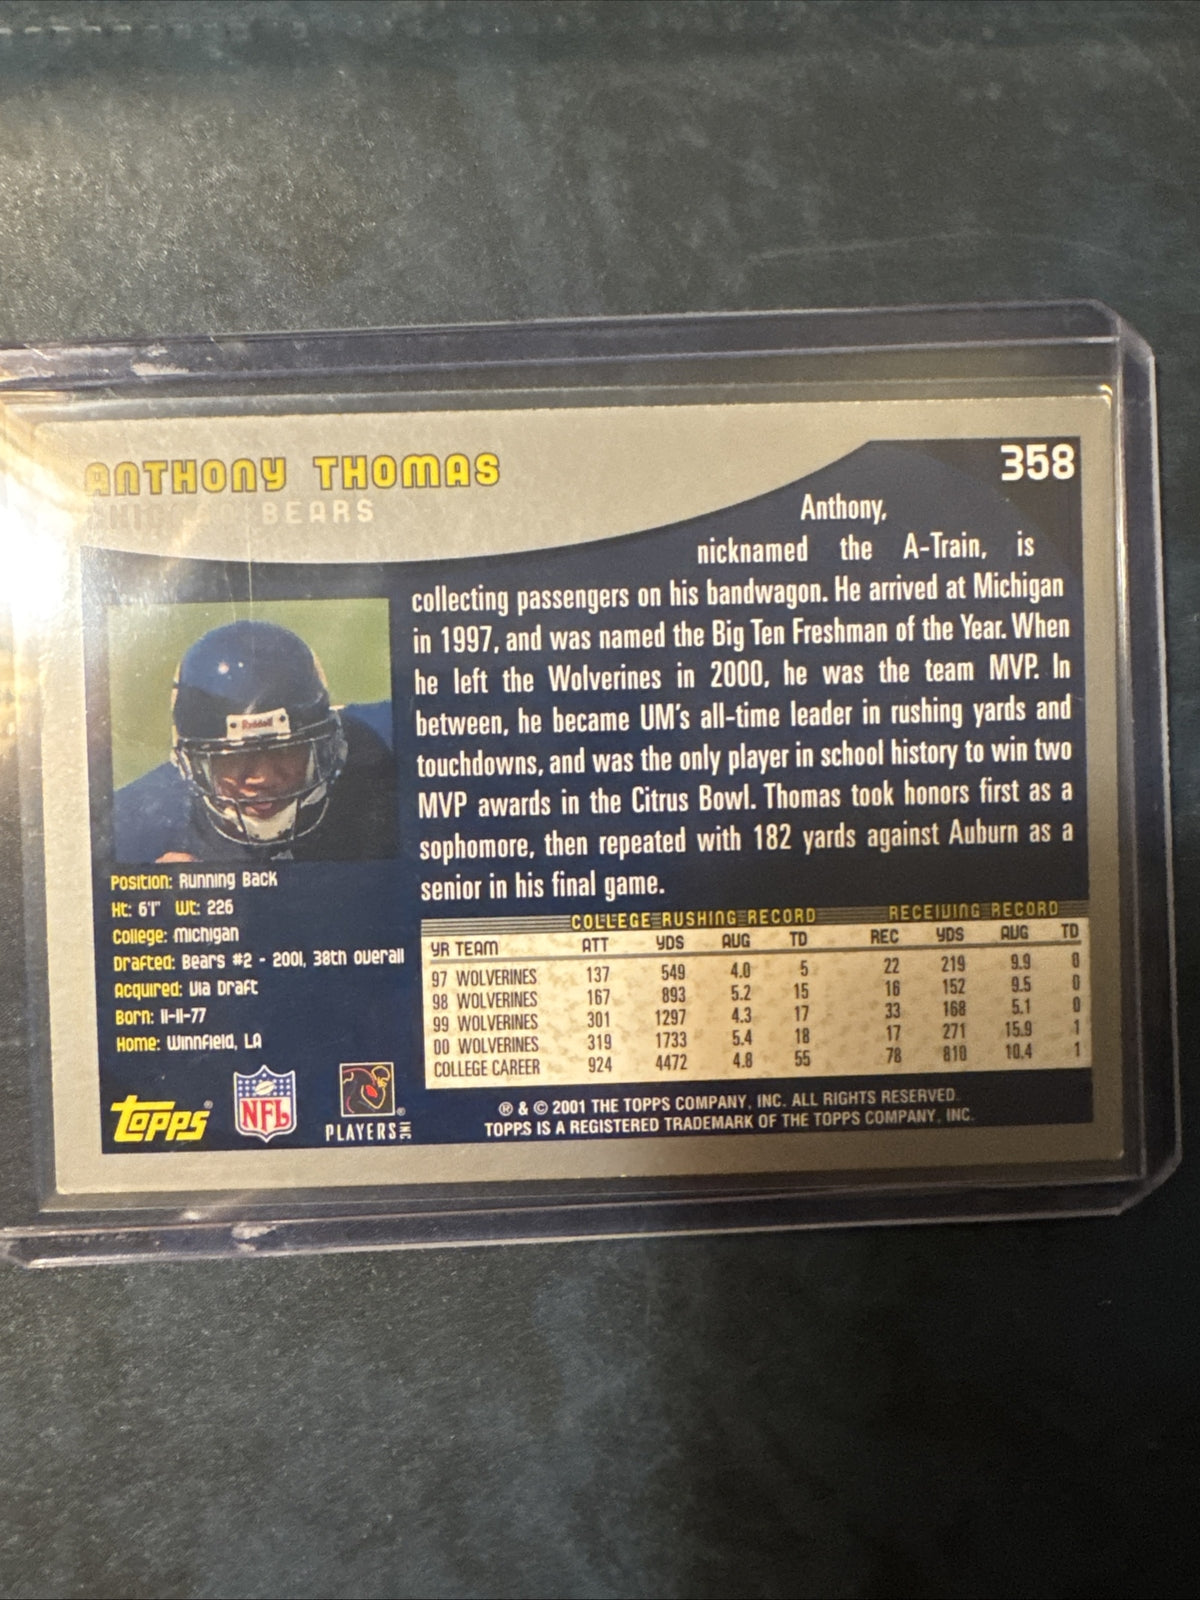 358
ANTHONY THOMAS
BEARS
Anthony,
nicknamed the A-Train, is
collecting passengers on his bandwagon. He arrived at Michigan
in 1997, and was named the Big Ten Freshman of the Year. When
he left the Wolverines in 2000, he was the team MVP. In
between, he became UM's all-time leader in rushing yards and
touchdowns, and was the only player in school history to win two
MVP awards in the Citrus Bowl. Thomas took honors first as a
sophomore, then repeated with 182 yards against Auburn as a
senior in his final game.
Riddell
Position: Running Back
Ht: 6'1" Wt: 226
College: Michigan
Drafted: Bears #2 - 2001, 38th overall
Acquired: Via Draft
Born: 11-11-77
Home: Winnfield, LA
COLLEGE RUSHING RECORD RECEIVING RECORD
YR TEAM ATT YDS AVG TD REC YDS AVG TD
97 WOLVERINES 137 549 4.0 5 22 219 9.9 0
98 WOLVERINES 167 893 5.2 15 16 152 9.5 0
99 WOLVERINES 301 1297 4.3 17 33 168 5.1 0
00 WOLVERINES 319 1733 5.4 18 17 271 15.9 1
COLLEGE CAREER 924 4472 4.8 55 78 810 10.4 1
Topps®
NFL
PLAYERS INC ®
® & © 2001 THE TOPPS COMPANY, INC. ALL RIGHTS RESERVED.
TOPPS IS A REGISTERED TRADEMARK OF THE TOPPS COMPANY, INC.